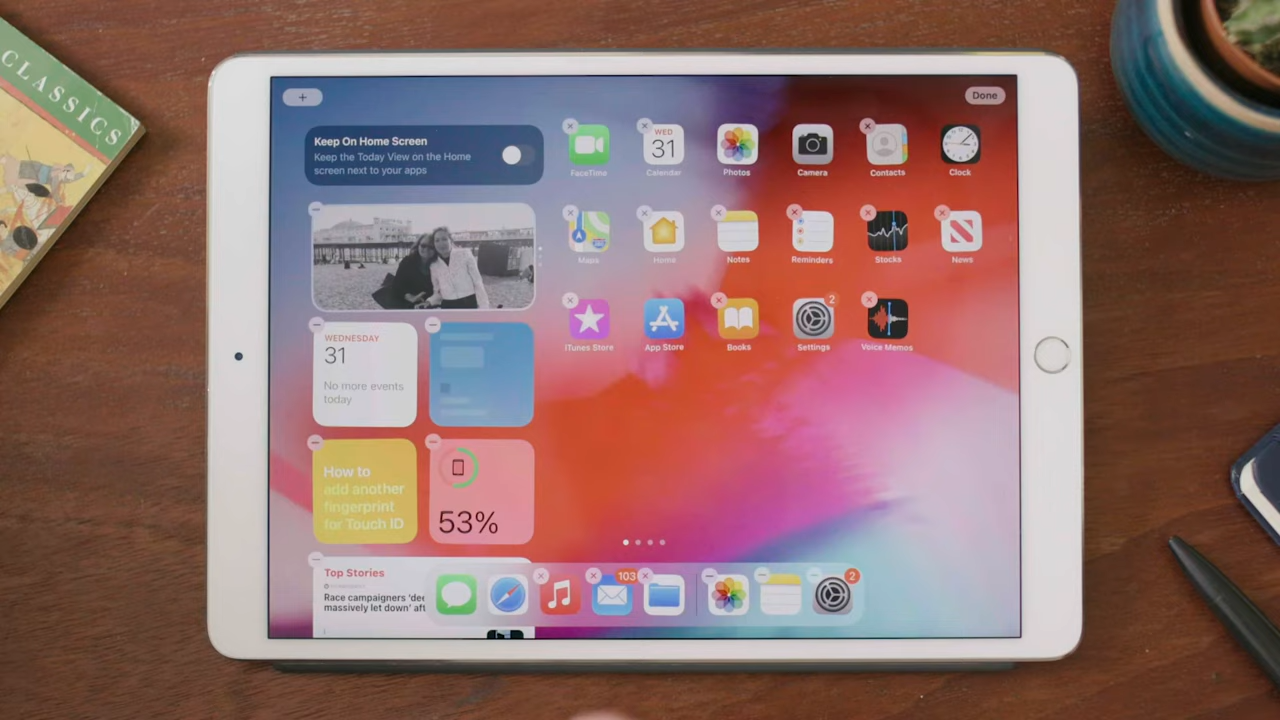 CLASSICS
+
Done
Keep On Home Screen
Keep the Today View on the Home
screen next to your apps
WED
31
FaceTime
Calendar
Photos
Camera
Contacts
Clock
Maps
Home
Notes
Reminders
Stocks
News
2
iTunes Store
App Store
Books
Settings
Voice Memos
WEDNESDAY
31
No more events
today
How to
add another
fingerprint
for Touch ID
53%
Top Stories
Race campaigners 'dee
massively let down' aft
103
2